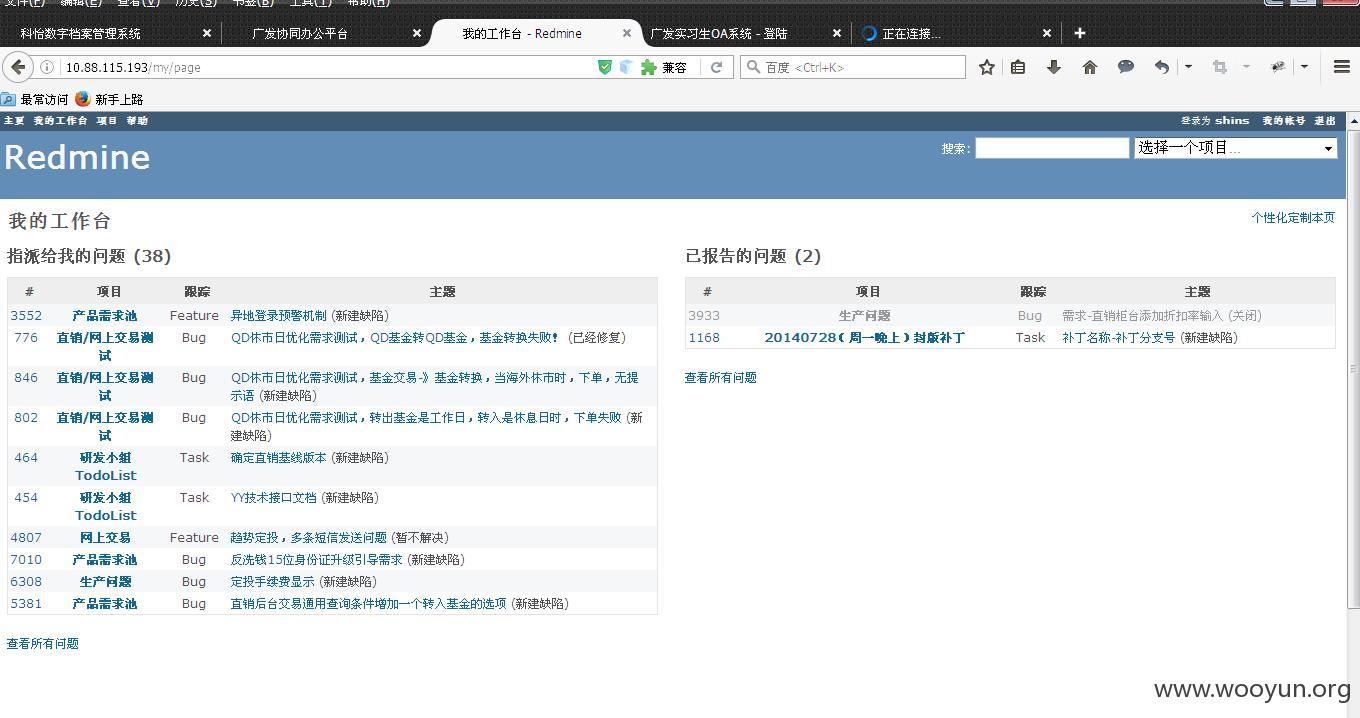 文件(F) 编辑(E) 查看(V) 历史(S) 书签(B) 工具(T) 帮助(H)
科怡数字档案管理系统 × 广发协同办公平台 × 我的工作台 - Redmine × 广发实习生OA系统 - 登陆 × 正在连接... × +
10.88.115.193/my/page 兼容 百度 <Ctrl+K>
最常访问 新手上路
主页 我的工作台 项目 帮助 登录为 shins 我的帐号 退出
Redmine 搜索: 选择一个项目...
我的工作台 个性化定制本页
指派给我的问题 (38)
# 项目 跟踪 主题
3552 产品需求池 Feature 异地登录预警机制 (新建缺陷)
776 直销/网上交易测试 Bug QD休市日优化需求测试，QD基金转QD基金，基金转换失败！ (已经修复)
846 直销/网上交易测试 Bug QD休市日优化需求测试，基金交易-》基金转换，当海外休市时，下单，无提
示语 (新建缺陷)
802 直销/网上交易测试 Bug QD休市日优化需求测试，转出基金是工作日，转入是休息日时，下单失败 (新
建缺陷)
464 研发小组 Task 确定直销基线版本 (新建缺陷)
TodoList
454 研发小组 Task YY技术接口文档 (新建缺陷)
TodoList
4807 网上交易 Feature 趋势定投，多条短信发送问题 (暂不解决)
7010 产品需求池 Bug 反洗钱15位身份证升级引导需求 (新建缺陷)
6308 生产问题 Bug 定投手续费显示 (新建缺陷)
5381 产品需求池 Bug 直销后台交易通用查询条件增加一个转入基金的选项 (新建缺陷)
查看所有问题
已报告的问题 (2)
# 项目 跟踪 主题
3933 生产问题 Bug 需求-直销柜台添加折扣率输入 (关闭)
1168 20140728（周一晚上）封版补丁 Task 补丁名称-补丁分支号 (新建缺陷)
查看所有问题
www.wooyun.org